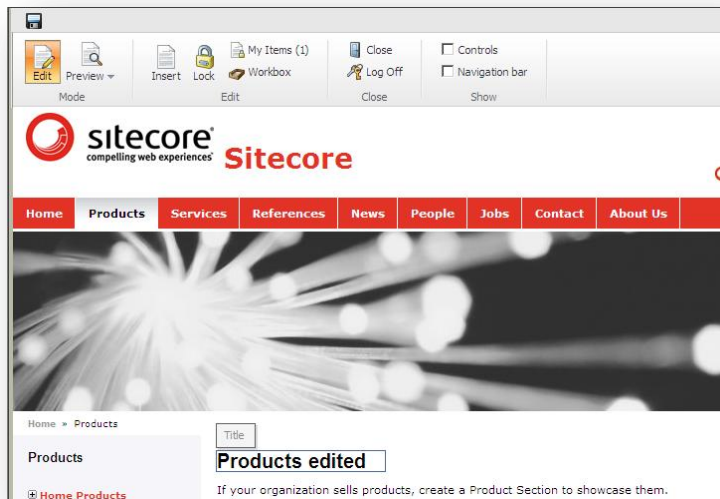 My Items (1)
Close
Controls
Edit
Preview
Insert
Lock
Workbox
Log Off
Navigation bar
Mode
Edit
Close
Show
sitecore®
compelling web experiences®
Sitecore
Home
Products
Services
References
News
People
Jobs
Contact
About Us
Home » Products
Title
Products
Products edited
Home Products
If your organization sells products, create a Product Section to showcase them.